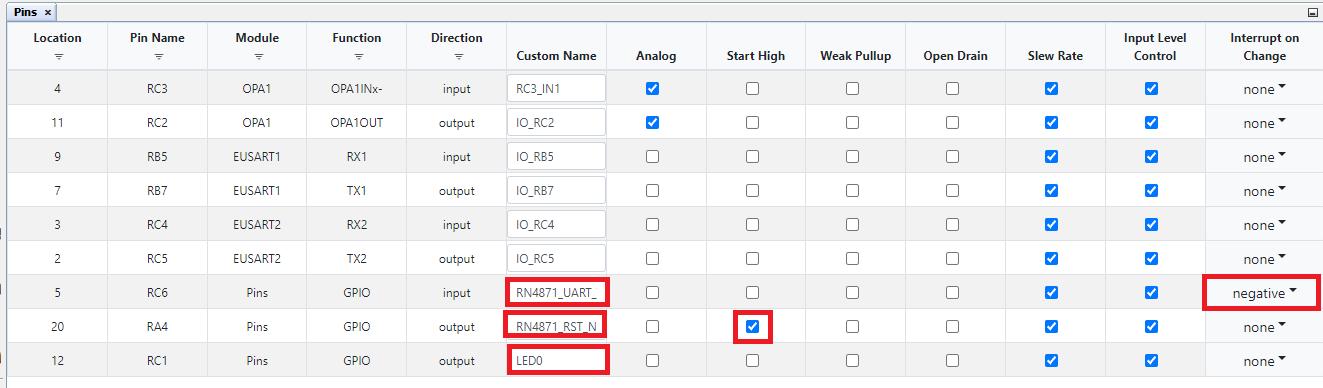 Pins ×
Location Pin Name Module Function Direction Custom Name Analog Start High Weak Pullup Open Drain Slew Rate Input Level Control Interrupt on Change
4 RC3 OPA1 OPA1INx- input RC3_IN1 none
11 RC2 OPA1 OPA1OUT output IO_RC2 none
9 RB5 EUSART1 RX1 input IO_RB5 none
7 RB7 EUSART1 TX1 output IO_RB7 none
3 RC4 EUSART2 RX2 input IO_RC4 none
2 RC5 EUSART2 TX2 output IO_RC5 none
5 RC6 Pins GPIO input RN4871_UART_ negative
20 RA4 Pins GPIO output RN4871_RST_N none
12 RC1 Pins GPIO output LED0 none